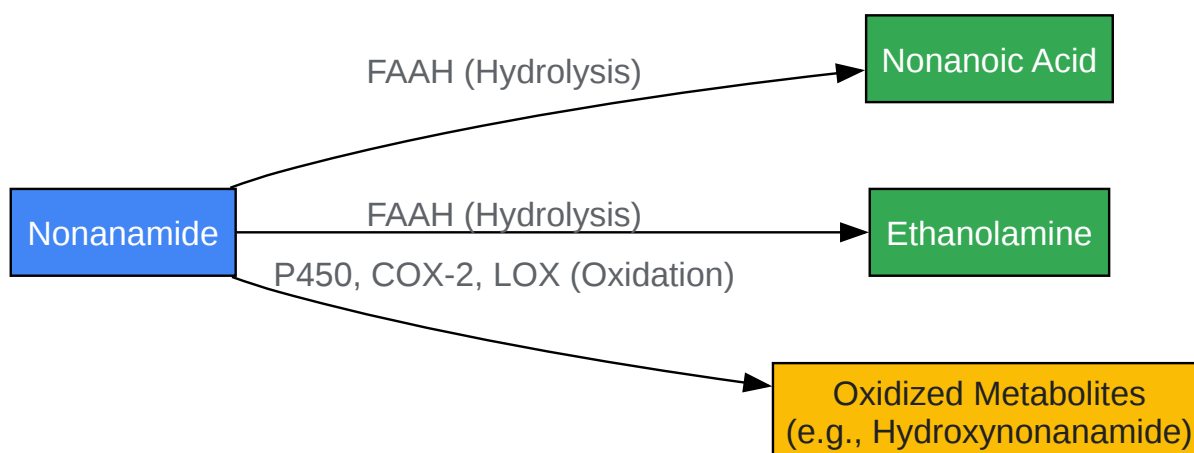 FAAH (Hydrolysis)
Nonanoic Acid
Nonanamide
FAAH (Hydrolysis)
Ethanolamine
P450, COX-2, LOX (Oxidation)
Oxidized Metabolites
(e.g., Hydroxynonanamide)